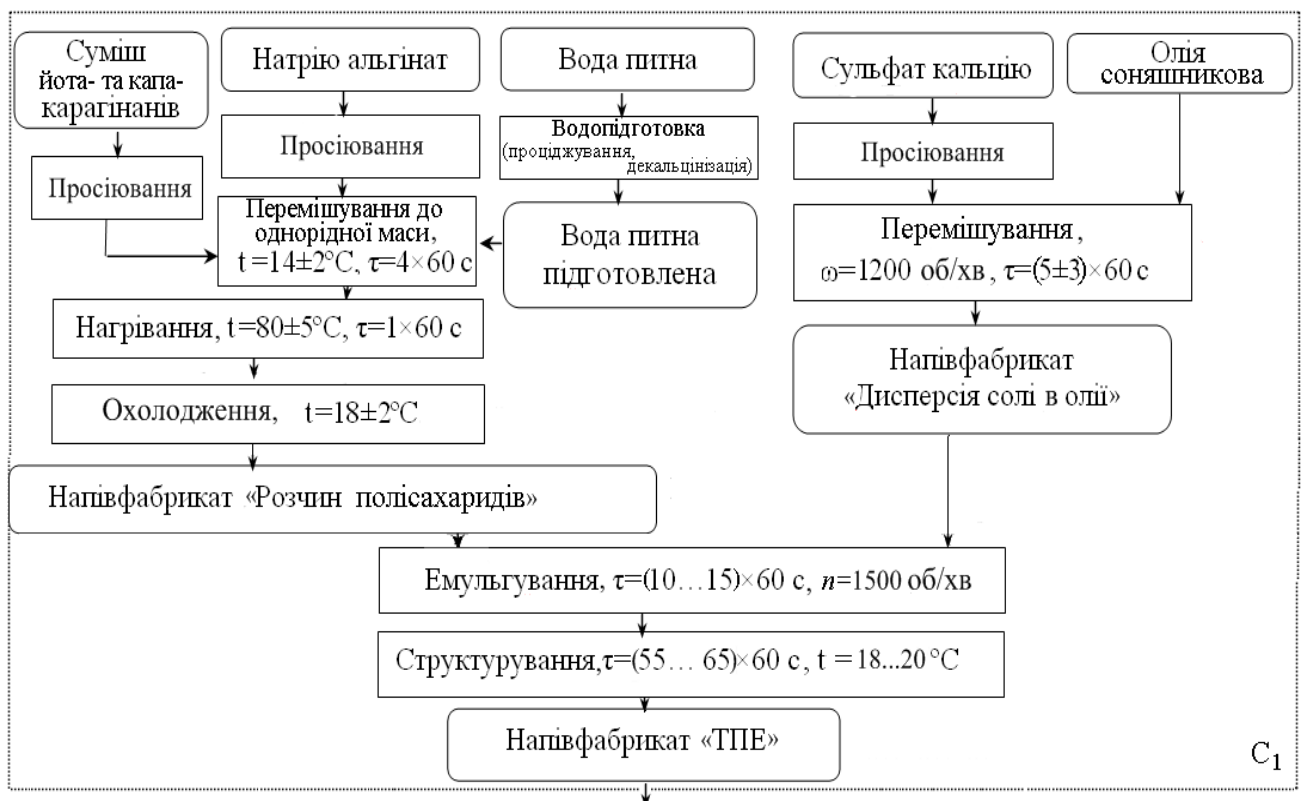 Суміш
йота- та капа-
карагінанів
Натрію альгінат
Вода питна
Сульфат кальцію
Олія
соняшникова
Просіювання
Просіювання
Водопідготовка
(проціджування,
декальцінізація)
Просіювання
Перемішування до
однорідної маси,
t=14±2°C, τ=4×60 с
Вода питна
підготовлена
Перемішування,
ω=1200 об/хв, τ=(5±3)×60 с
Нагрівання, t=80±5°C, τ=1×60 с
Охолодження, t=18±2°C
Напівфабрикат
«Дисперсія солі в олії»
Напівфабрикат «Розчин полісахаридів»
Емульгування, τ=(10…15)×60 с, n=1500 об/хв
Структурування,τ=(55… 65)×60 с, t =18...20 °C
Напівфабрикат «ТПЕ»
C1